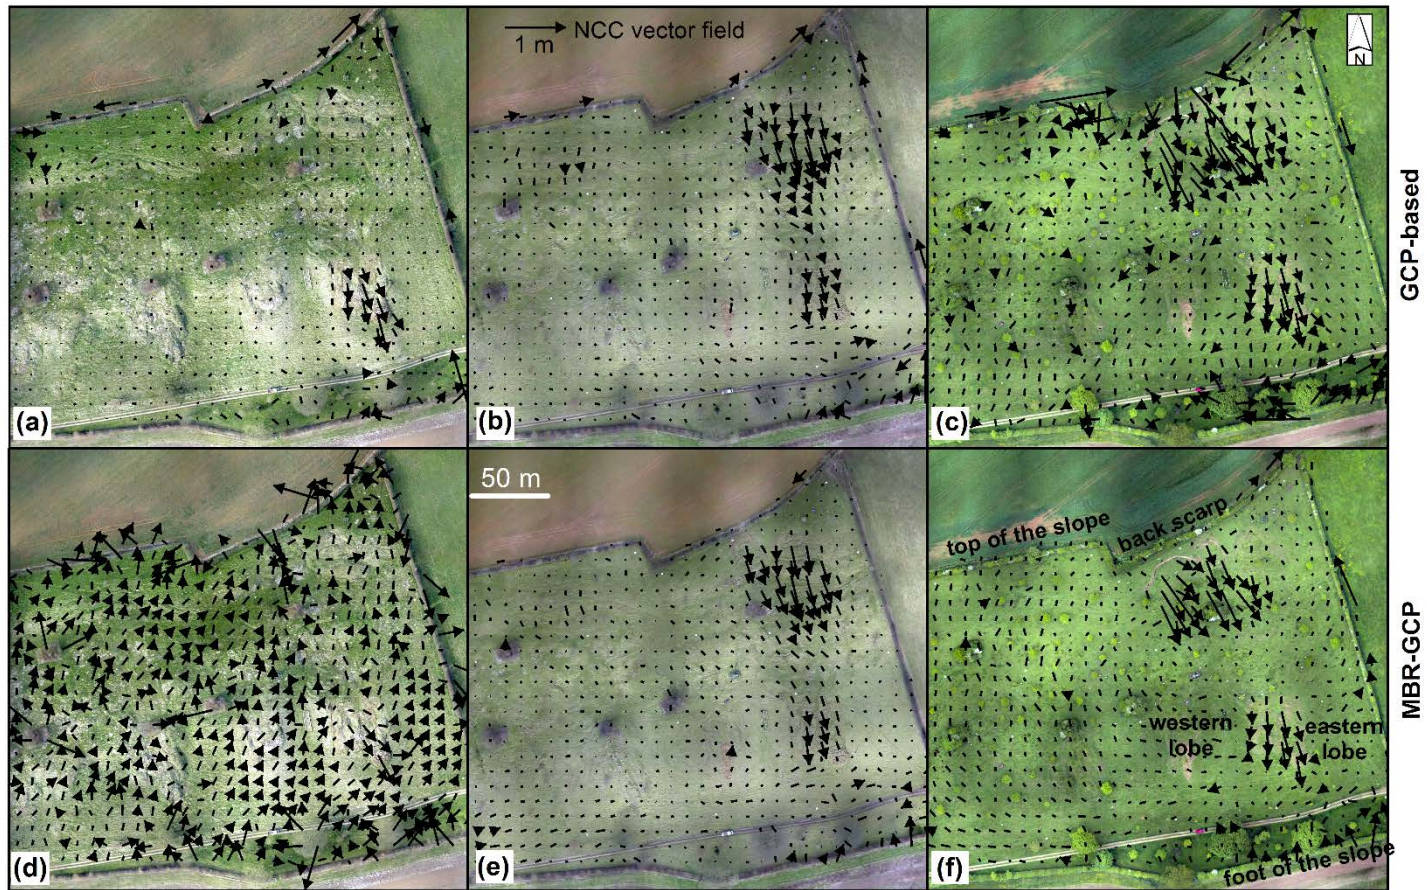 NCC vector field
1 m
N
GCP-based
(a)
(b)
(c)
50 m
top of the slope
back scarp
western
lobe
eastern
lobe
foot of the slope
MBR-GCP
(d)
(e)
(f)